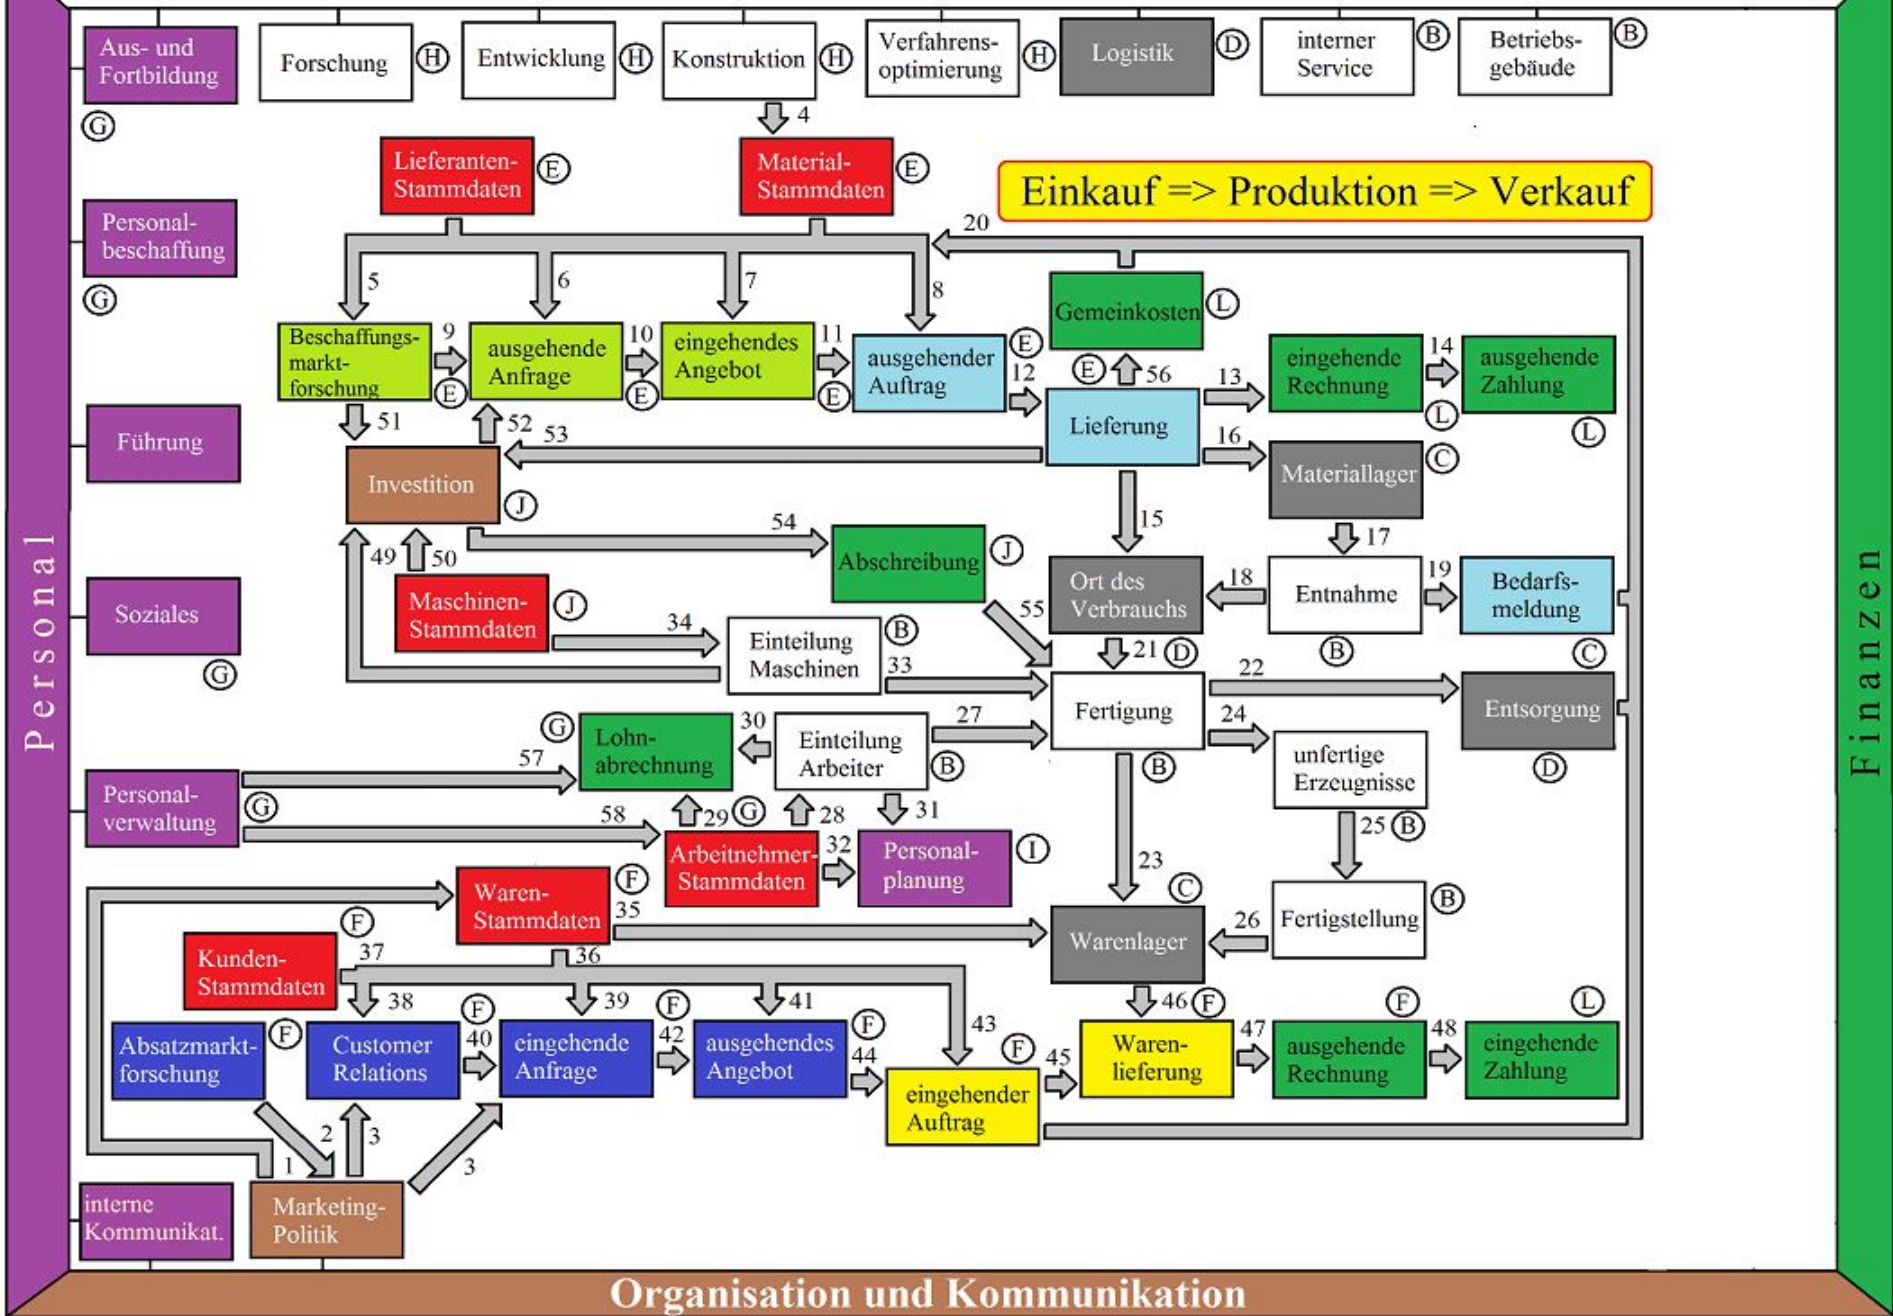 Aus- und
Fortbildung
G
Forschung
H
Entwicklung
H
Konstruktion
H
Verfahrens-
optimierung
H
Logistik
D
interner
Service
B
Betriebs-
gebäude
B
4
Lieferanten-
Stammdaten
E
Material-
Stammdaten
E
Einkauf => Produktion => Verkauf
Personal-
beschaffung
G
20
5
6
7
8
Gemeinkosten
L
Beschaffungs-
markt-
forschung
9
E
ausgehende
Anfrage
10
E
eingehendes
Angebot
11
E
ausgehender
Auftrag
E
12
E
56
13
eingehende
Rechnung
L
14
ausgehende
Zahlung
L
Führung
51
52
53
Lieferung
16
Materiallager
C
Investition
J
15
17
49
50
54
Abschreibung
J
55
Ort des
Verbrauchs
18
Entnahme
B
19
Bedarfs-
meldung
C
Soziales
G
Maschinen-
Stammdaten
J
34
Einteilung
Maschinen
B
33
21
D
Fertigung
B
22
Entsorgung
D
24
unfertige
Erzeugnisse
25
B
G
Lohn-
abrechnung
30
Einteilung
Arbeiter
B
27
57
Personal-
verwaltung
G
58
29
G
28
31
Arbeitnehmer-
Stammdaten
32
Personal-
planung
I
23
C
Waren-
Stammdaten
F
35
Warenlager
26
Fertigstellung
B
F
Kunden-
Stammdaten
37
36
38
39
41
43
46
F
F
L
Absatzmarkt-
forschung
F
Customer
Relations
F
40
eingehende
Anfrage
F
42
ausgehendes
Angebot
F
44
eingehender
Auftrag
F
45
Waren-
lieferung
47
ausgehende
Rechnung
48
eingehende
Zahlung
1
2
3
3
interne
Kommunikat.
Marketing-
Politik
Personal
Finanzen
Organisation und Kommunikation